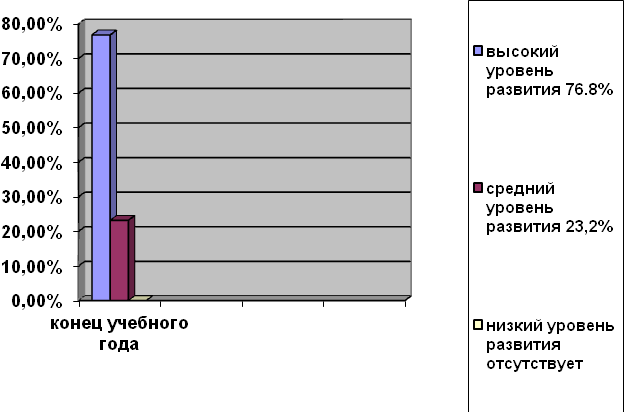 80,00%
70,00%
60,00%
50,00%
40,00%
30,00%
20,00%
10,00%
0,00%
конец учебного
года
высокий
уровень
развития 76.8%
средний
уровень
развития 23,2%
низкий уровень
развития
отсутствует